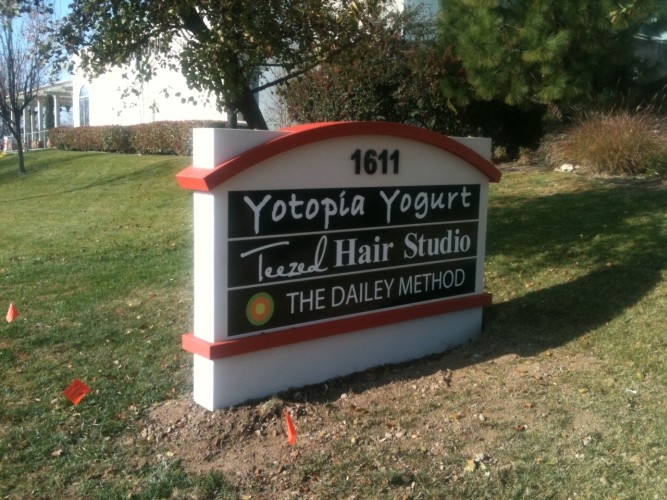 1611
Yotopia Yogurt
Teezed Hair Studio
THE DAILEY METHOD